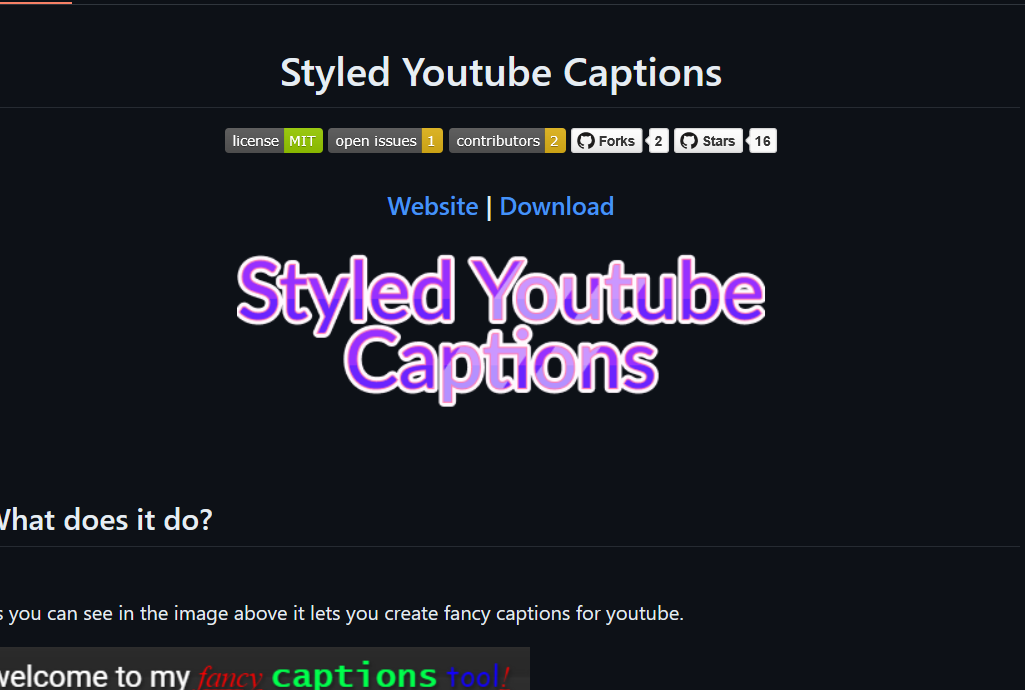 Styled Youtube Captions
license MIT open issues 1 contributors 2 Forks 2 Stars 16
Website | Download
Styled Youtube
Captions
What does it do?
s you can see in the image above it lets you create fancy captions for youtube.
welcome to my fancy captions tool!